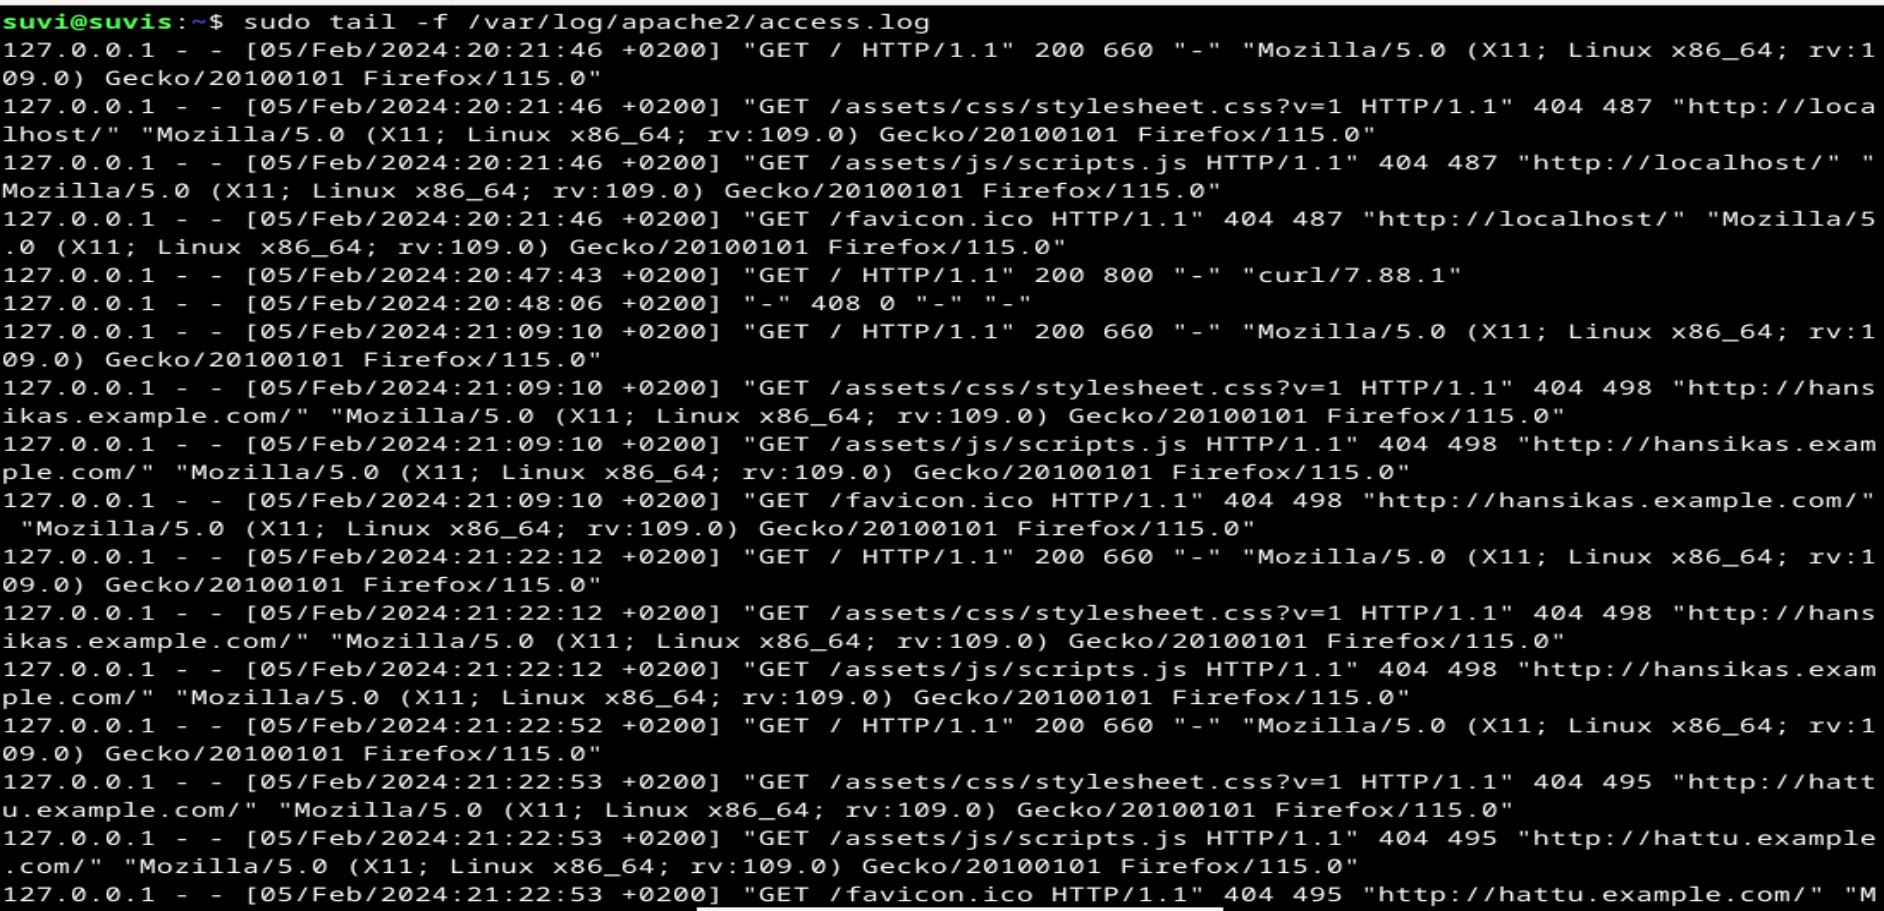 suvi@suvis:~$ sudo tail -f /var/log/apache2/access.log
127.0.0.1 - - [05/Feb/2024:20:21:46 +0200] "GET / HTTP/1.1" 200 660 "-" "Mozilla/5.0 (X11; Linux x86_64; rv:1
09.0) Gecko/20100101 Firefox/115.0"
127.0.0.1 - - [05/Feb/2024:20:21:46 +0200] "GET /assets/css/stylesheet.css?v=1 HTTP/1.1" 404 487 "http://loca
lhost/" "Mozilla/5.0 (X11; Linux x86_64; rv:109.0) Gecko/20100101 Firefox/115.0"
127.0.0.1 - - [05/Feb/2024:20:21:46 +0200] "GET /assets/js/scripts.js HTTP/1.1" 404 487 "http://localhost/" "
Mozilla/5.0 (X11; Linux x86_64; rv:109.0) Gecko/20100101 Firefox/115.0"
127.0.0.1 - - [05/Feb/2024:20:21:46 +0200] "GET /favicon.ico HTTP/1.1" 404 487 "http://localhost/" "Mozilla/5
.0 (X11; Linux x86_64; rv:109.0) Gecko/20100101 Firefox/115.0"
127.0.0.1 - - [05/Feb/2024:20:47:43 +0200] "GET / HTTP/1.1" 200 800 "-" "curl/7.88.1"
127.0.0.1 - - [05/Feb/2024:20:48:06 +0200] "-" 408 0 "-" "-"
127.0.0.1 - - [05/Feb/2024:21:09:10 +0200] "GET / HTTP/1.1" 200 660 "-" "Mozilla/5.0 (X11; Linux x86_64; rv:1
09.0) Gecko/20100101 Firefox/115.0"
127.0.0.1 - - [05/Feb/2024:21:09:10 +0200] "GET /assets/css/stylesheet.css?v=1 HTTP/1.1" 404 498 "http://hans
ikas.example.com/" "Mozilla/5.0 (X11; Linux x86_64; rv:109.0) Gecko/20100101 Firefox/115.0"
127.0.0.1 - - [05/Feb/2024:21:09:10 +0200] "GET /assets/js/scripts.js HTTP/1.1" 404 498 "http://hansikas.exam
ple.com/" "Mozilla/5.0 (X11; Linux x86_64; rv:109.0) Gecko/20100101 Firefox/115.0"
127.0.0.1 - - [05/Feb/2024:21:09:10 +0200] "GET /favicon.ico HTTP/1.1" 404 498 "http://hansikas.example.com/"
 "Mozilla/5.0 (X11; Linux x86_64; rv:109.0) Gecko/20100101 Firefox/115.0"
127.0.0.1 - - [05/Feb/2024:21:22:12 +0200] "GET / HTTP/1.1" 200 660 "-" "Mozilla/5.0 (X11; Linux x86_64; rv:1
09.0) Gecko/20100101 Firefox/115.0"
127.0.0.1 - - [05/Feb/2024:21:22:12 +0200] "GET /assets/css/stylesheet.css?v=1 HTTP/1.1" 404 498 "http://hans
ikas.example.com/" "Mozilla/5.0 (X11; Linux x86_64; rv:109.0) Gecko/20100101 Firefox/115.0"
127.0.0.1 - - [05/Feb/2024:21:22:12 +0200] "GET /assets/js/scripts.js HTTP/1.1" 404 498 "http://hansikas.exam
ple.com/" "Mozilla/5.0 (X11; Linux x86_64; rv:109.0) Gecko/20100101 Firefox/115.0"
127.0.0.1 - - [05/Feb/2024:21:22:52 +0200] "GET / HTTP/1.1" 200 660 "-" "Mozilla/5.0 (X11; Linux x86_64; rv:1
09.0) Gecko/20100101 Firefox/115.0"
127.0.0.1 - - [05/Feb/2024:21:22:53 +0200] "GET /assets/css/stylesheet.css?v=1 HTTP/1.1" 404 495 "http://hatt
u.example.com/" "Mozilla/5.0 (X11; Linux x86_64; rv:109.0) Gecko/20100101 Firefox/115.0"
127.0.0.1 - - [05/Feb/2024:21:22:53 +0200] "GET /assets/js/scripts.js HTTP/1.1" 404 495 "http://hattu.example
.com/" "Mozilla/5.0 (X11; Linux x86_64; rv:109.0) Gecko/20100101 Firefox/115.0"
127.0.0.1 - - [05/Feb/2024:21:22:53 +0200] "GET /favicon.ico HTTP/1.1" 404 495 "http://hattu.example.com/" "M